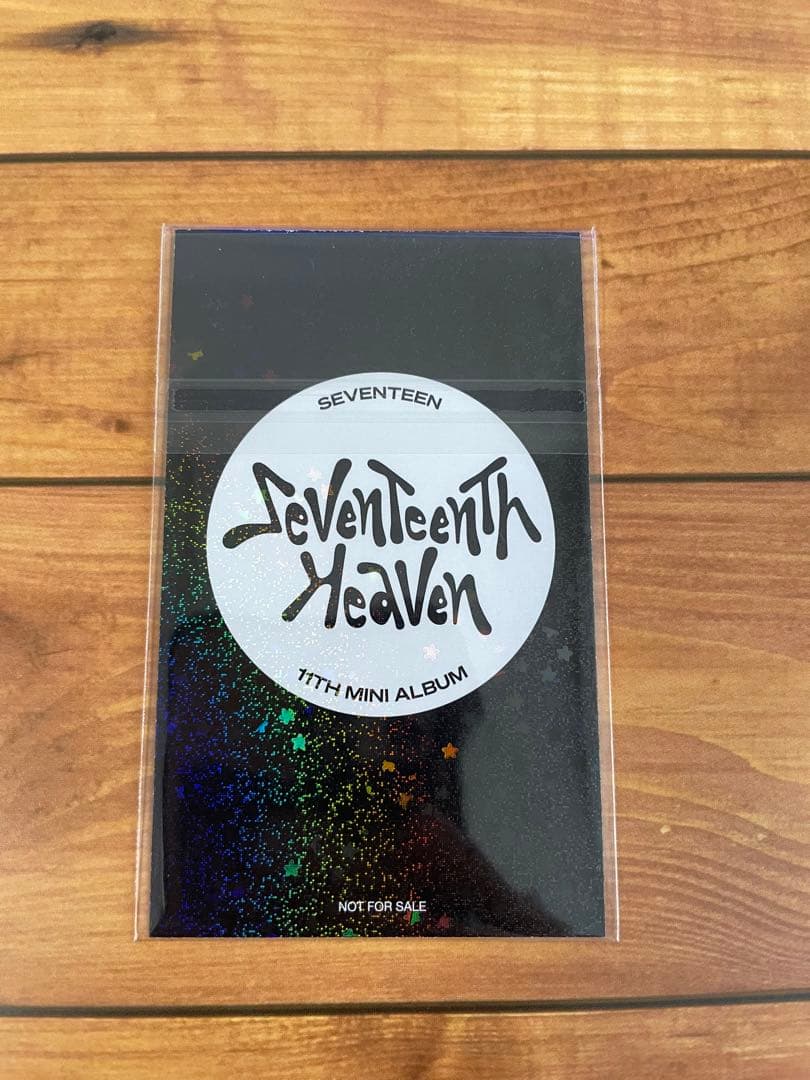 SEVENTEEN
SEVENTEENTH
HEAVEN
11TH MINI ALBUM
NOT FOR SALE